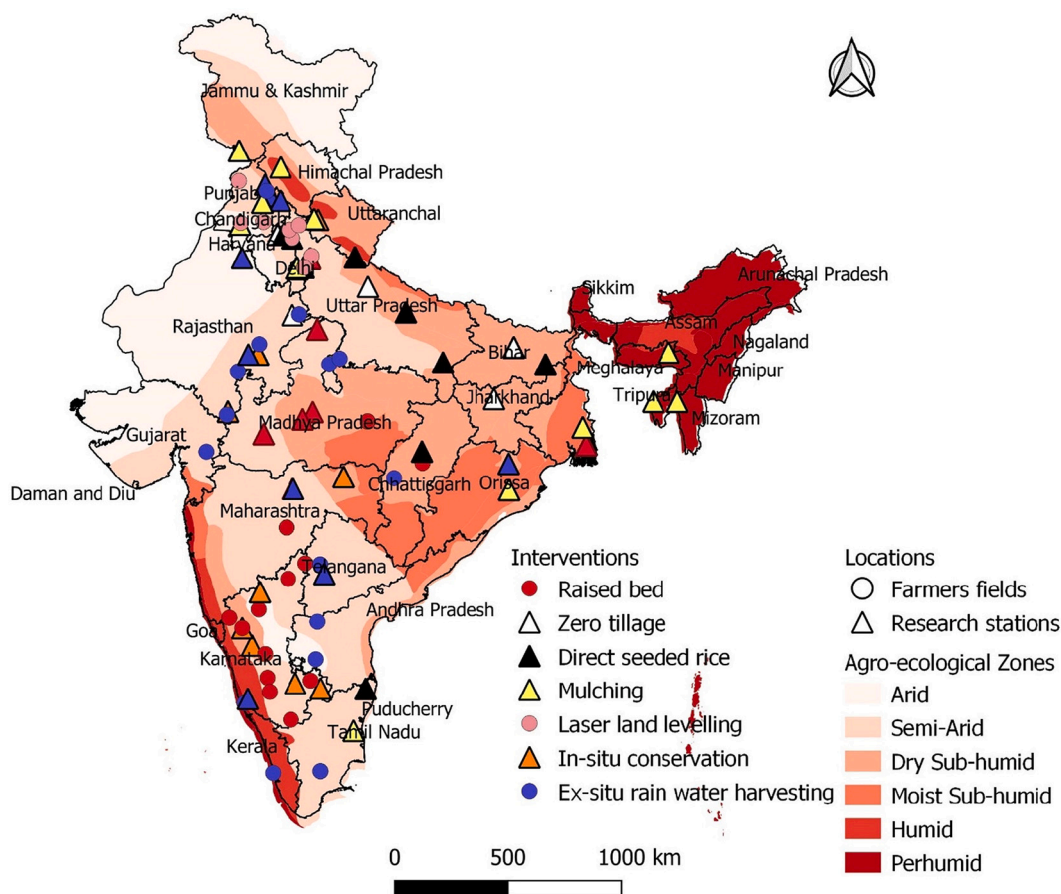 Jammu & Kashmir
Himachal Pradesh
Punjab
Chandigarh
Uttaranchal
Haryana
Delhi
Arunachal Pradesh
Sikkim
Uttar Pradesh
Rajasthan
Assam
Nagaland
Bihar
Meghalaya
Manipur
Jharkhand
Tripura
Mizoram
Madhya Pradesh
Gujarat
Chhattisgarh
Orissa
Daman and Diu
Maharashtra
Telangana
Andhra Pradesh
Goa
Karnataka
Puducherry
Tamil Nadu
Kerala
Interventions
Raised bed
Zero tillage
Direct seeded rice
Mulching
Laser land levelling
In-situ conservation
Ex-situ rain water harvesting
Locations
Farmers fields
Research stations
Agro-ecological Zones
Arid
Semi-Arid
Dry Sub-humid
Moist Sub-humid
Humid
Perhumid
0 500 1000 km